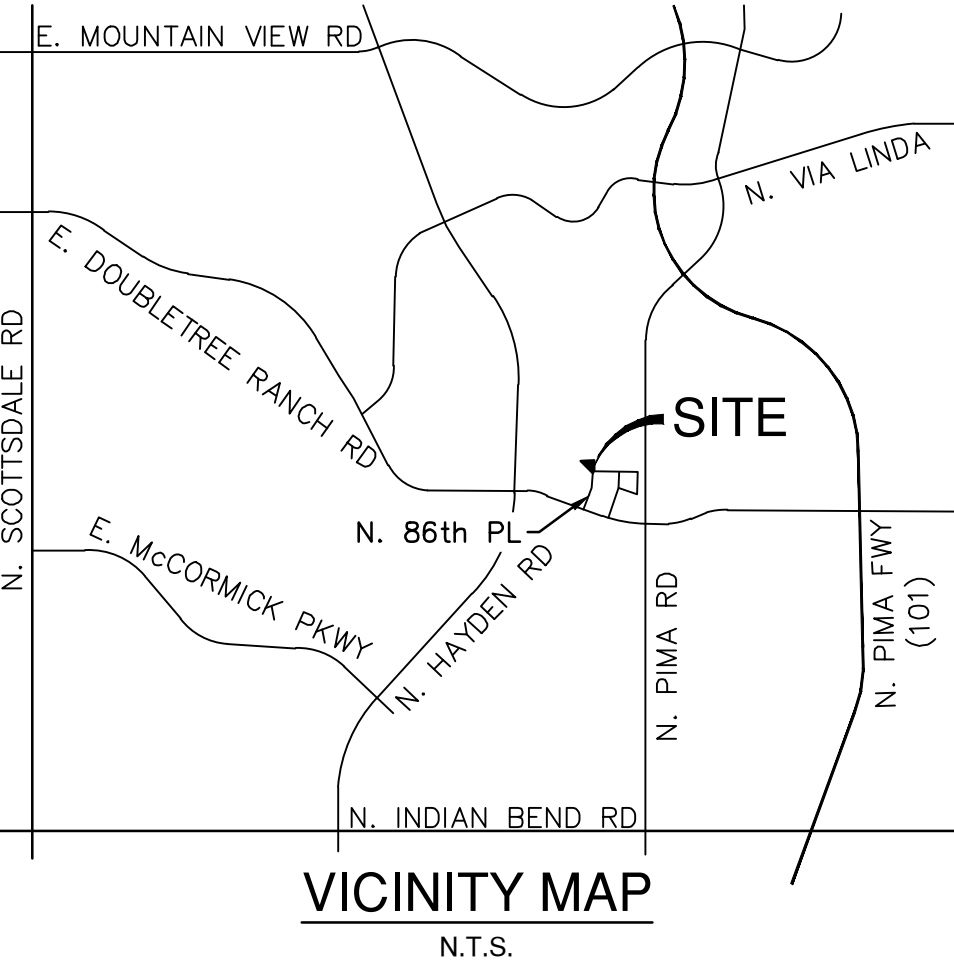 E. MOUNTAIN VIEW RD
N. VIA LINDA
E. DOUBLETREE RANCH RD
N. SCOTTSDALE RD
SITE
N. 86th PL
E. McCORMICK PKWY
N. HAYDEN RD
N. PIMA RD
N. PIMA FWY
(101)
N. INDIAN BEND RD
VICINITY MAP
N.T.S.